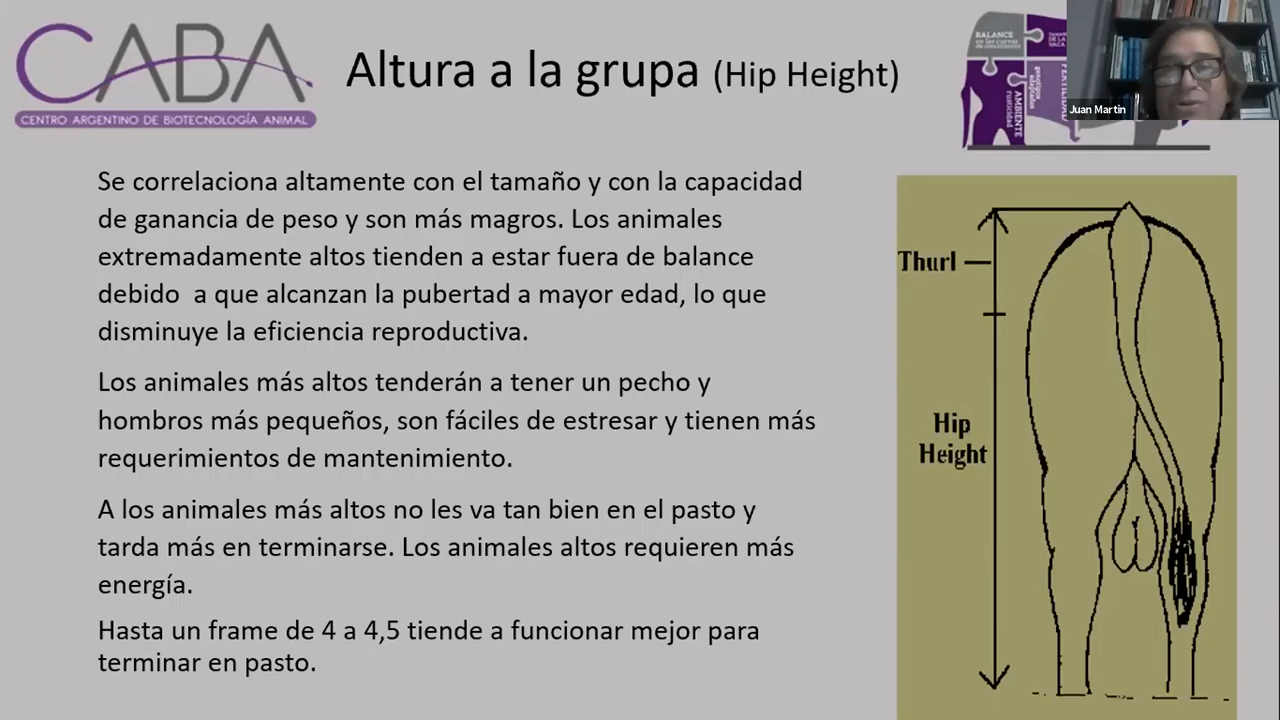 CABA
CENTRO ARGENTINO DE BIOTECNOLOGÍA ANIMAL
Altura a la grupa (Hip Height)
BALANCE
AMBIENTE
rusticidad
genotipos
adaptados
VACA
Juan Martin
Se correlaciona altamente con el tamaño y con la capacidad
de ganancia de peso y son más magros. Los animales
extremadamente altos tienden a estar fuera de balance
debido  a que alcanzan la pubertad a mayor edad, lo que
disminuye la eficiencia reproductiva.
Los animales más altos tenderán a tener un pecho y
hombros más pequeños, son fáciles de estresar y tienen más
requerimientos de mantenimiento.
A los animales más altos no les va tan bien en el pasto y
tarda más en terminarse. Los animales altos requieren más
energía.
Hasta un frame de 4 a 4,5 tiende a funcionar mejor para
terminar en pasto.
Thurl
Hip
Height